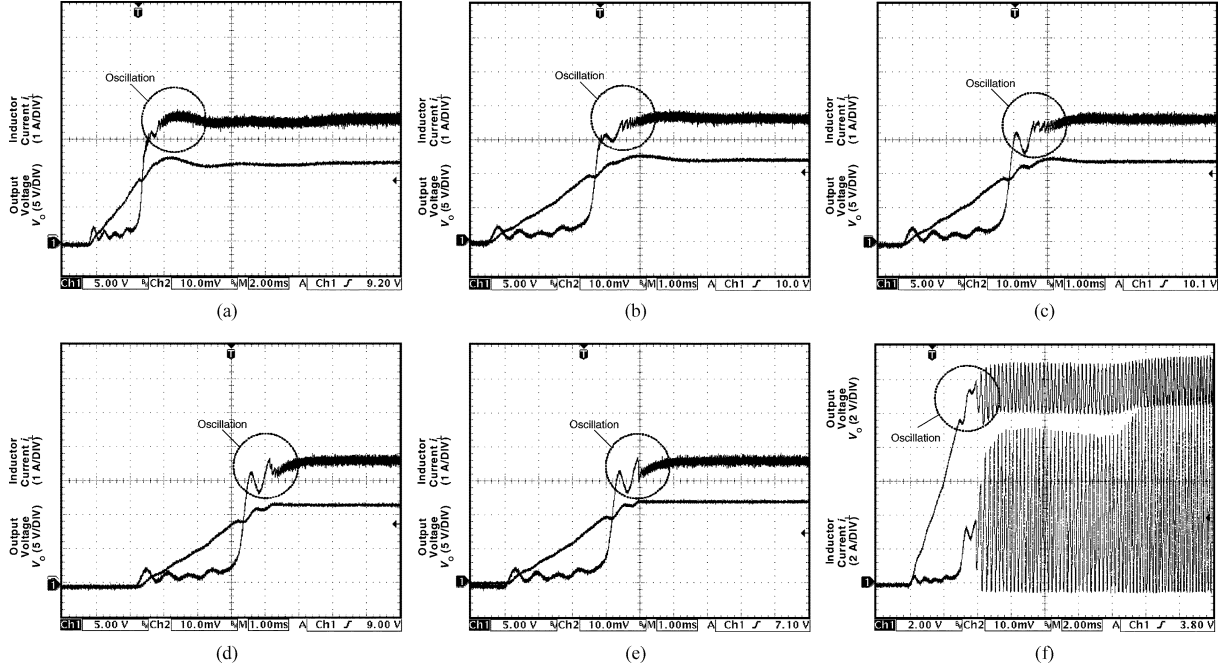 T
Oscillation
Inductor
Current iL
(1 A/DIV)
Output
Voltage
Vo (5 V/DIV)
1
Ch1 5.00 V Ch2 10.0mV M 2.00ms A Ch1 9.20 V
(a)
T
Oscillation
Inductor
Current iL
(1 A/DIV)
Output
Voltage
Vo (5 V/DIV)
1
Ch1 5.00 V Ch2 10.0mV M 1.00ms A Ch1 10.0 V
(b)
T
Oscillation
Inductor
Current iL
(1 A/DIV)
Output
Voltage
Vo (5 V/DIV)
1
Ch1 5.00 V Ch2 10.0mV M 1.00ms A Ch1 10.1 V
(c)
T
Oscillation
Inductor
Current iL
(1 A/DIV)
Output
Voltage
Vo (5 V/DIV)
1
Ch1 5.00 V Ch2 10.0mV M 1.00ms A Ch1 9.00 V
(d)
T
Oscillation
Inductor
Current iL
(1 A/DIV)
Output
Voltage
Vo (5 V/DIV)
1
Ch1 5.00 V Ch2 10.0mV M 1.00ms A Ch1 7.10 V
(e)
T
Output
Voltage
Vo (2 V/DIV)
Oscillation
Inductor
Current iL
(2 A/DIV)
1
Ch1 2.00 V Ch2 10.0mV M 2.00ms A Ch1 3.80 V
(f)